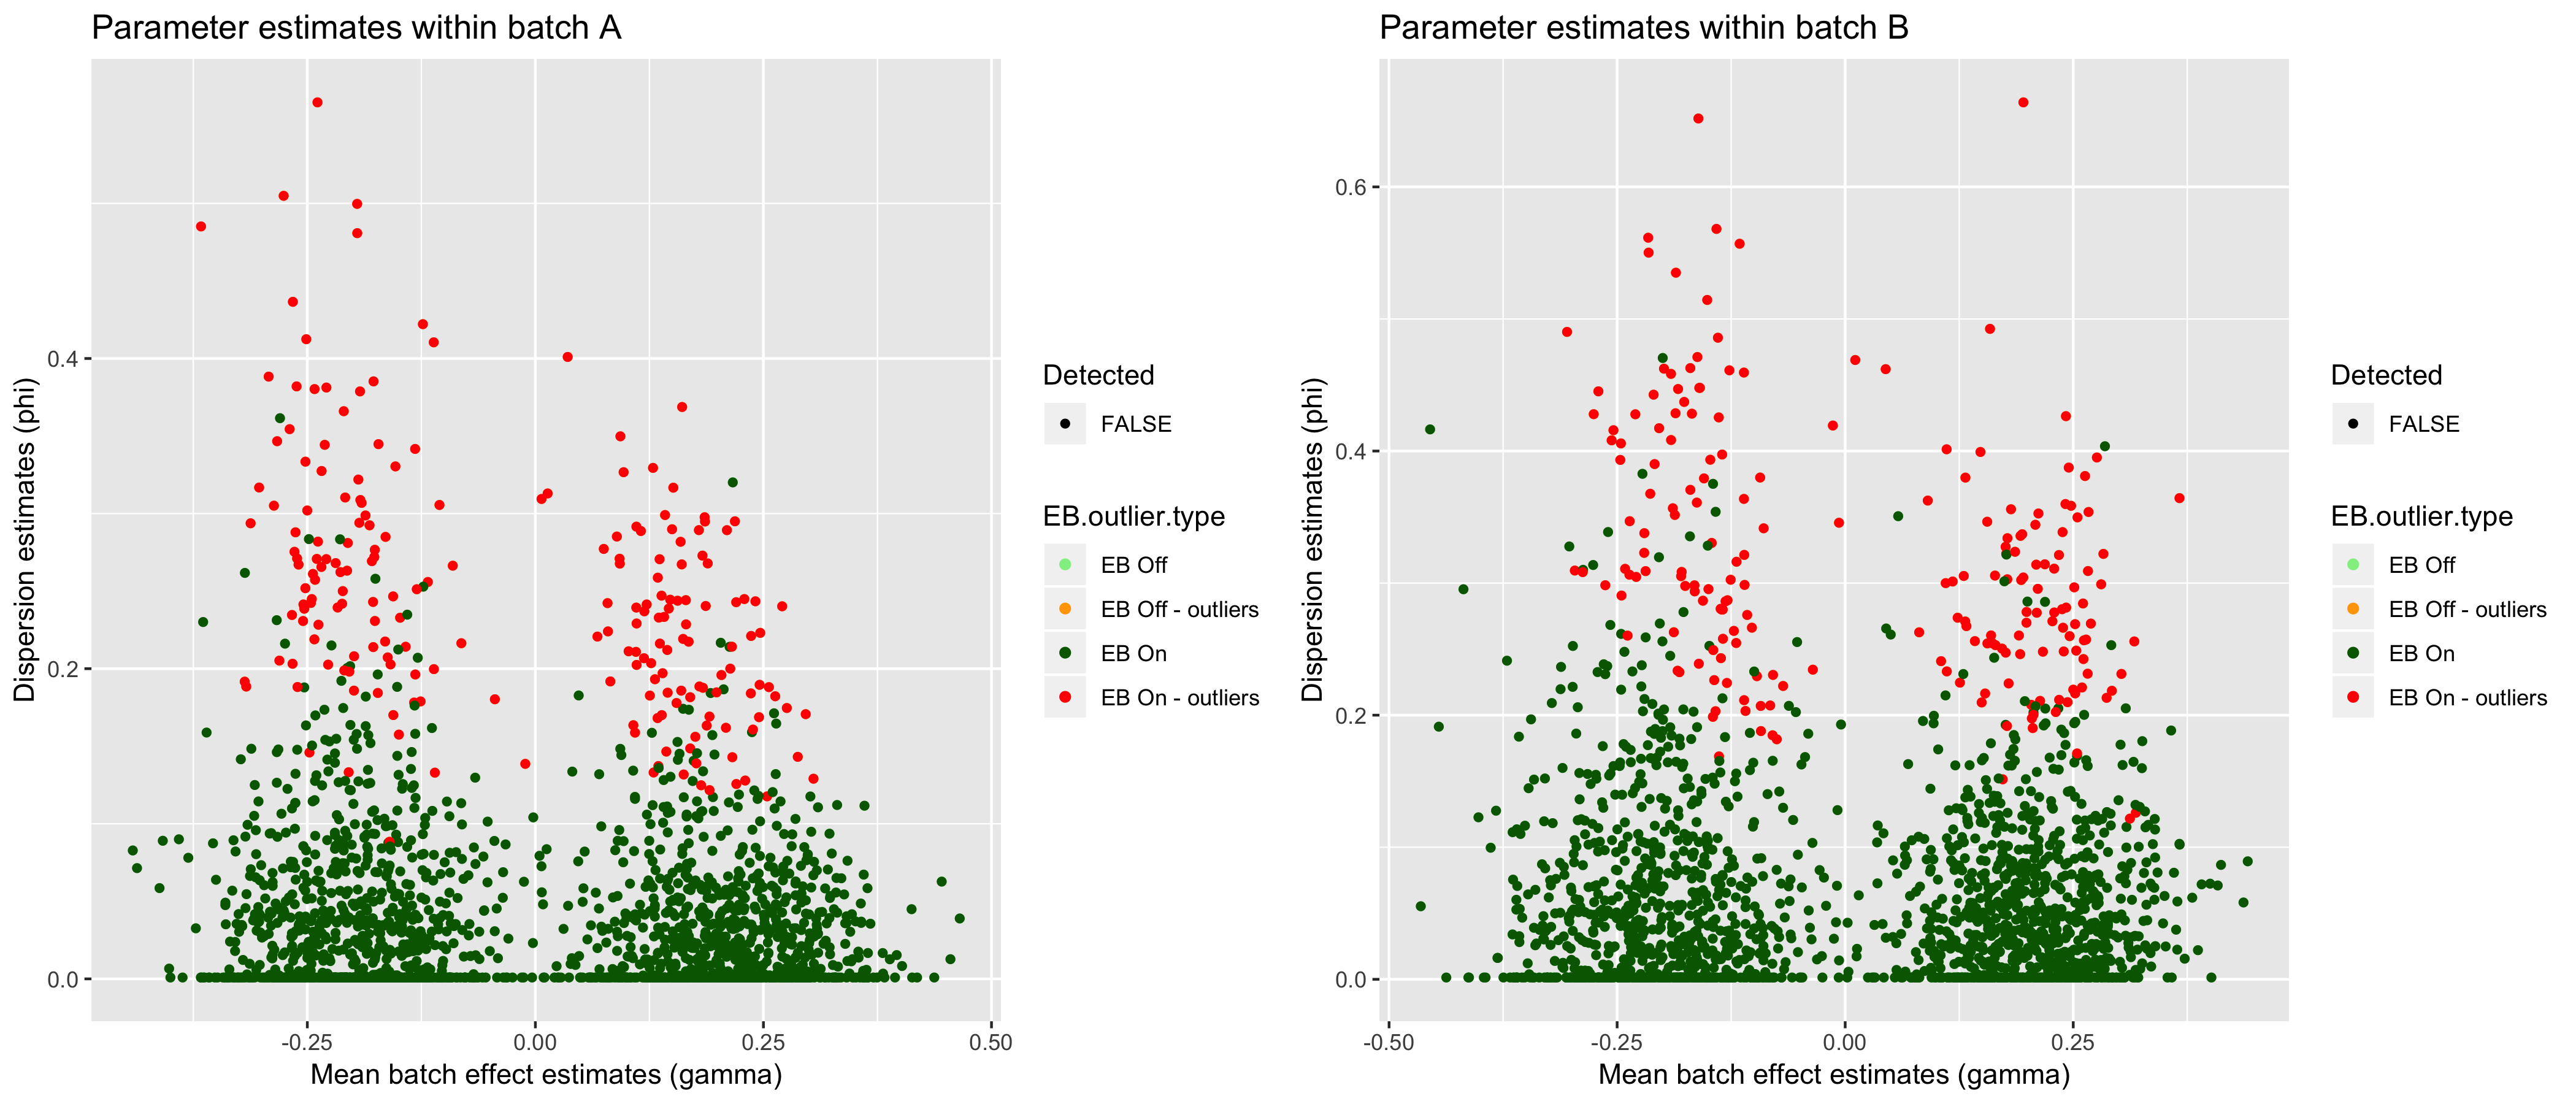 Parameter estimates within batch A
Dispersion estimates (phi)
0.4
0.2
0.0
-0.25
0.00
0.25
0.50
Mean batch effect estimates (gamma)
Detected
FALSE
EB.outlier.type
EB Off
EB Off - outliers
EB On
EB On - outliers
Parameter estimates within batch B
Dispersion estimates (phi)
0.6
0.4
0.2
0.0
-0.50
-0.25
0.00
0.25
Mean batch effect estimates (gamma)
Detected
FALSE
EB.outlier.type
EB Off
EB Off - outliers
EB On
EB On - outliers